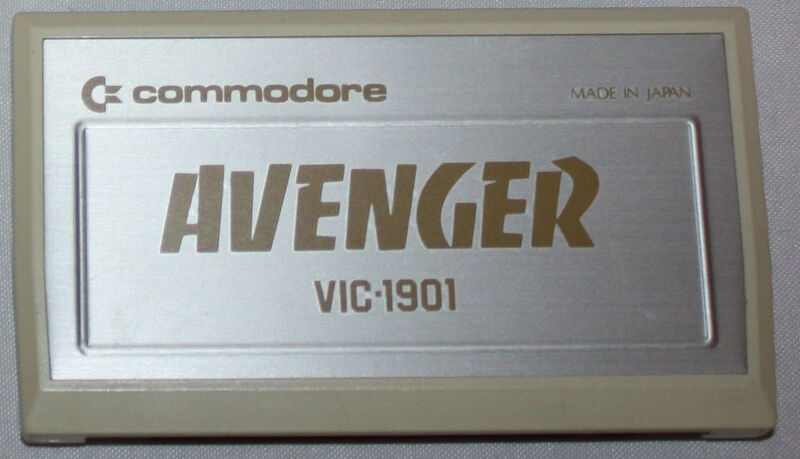 commodore
MADE IN JAPAN
AVENGER
VIC-1901